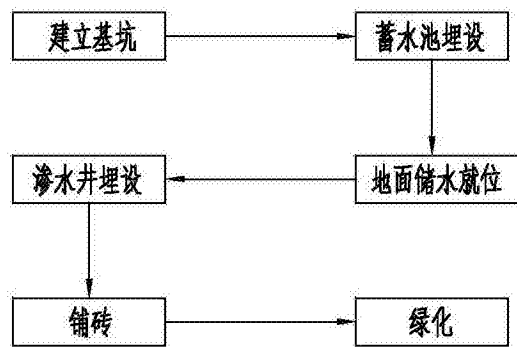 建立基坑
蓄水池埋设
地面储水就位
渗水井埋设
铺砖
绿化